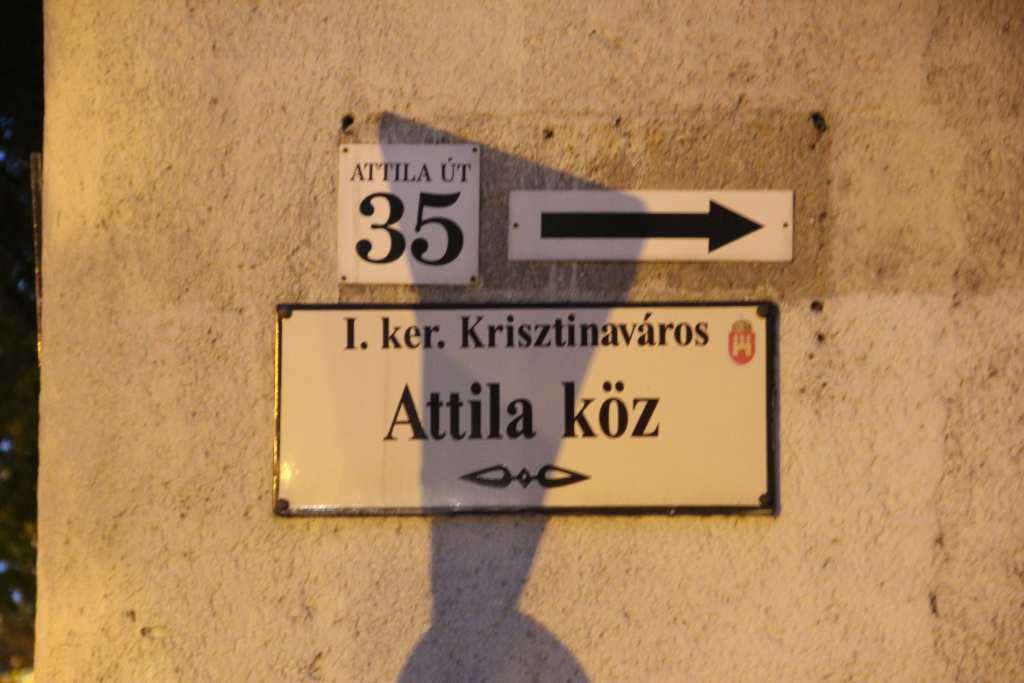 ATTILA ÚT
35
I. ker. Krisztinaváros
Attila köz